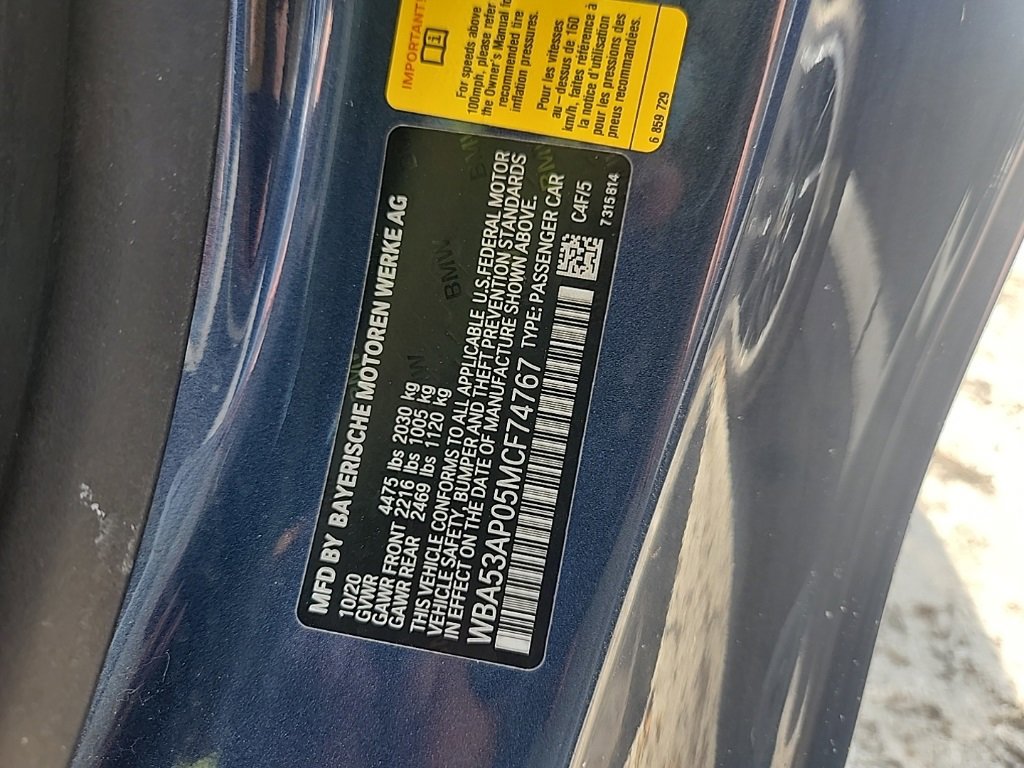 MFD BY BAYERISCHE MOTOREN WERKE AG
10/20
GVWR 4475 lbs 2030 kg
GAWR FRONT 2216 lbs 1005 kg
GAWR REAR 2469 lbs 1120 kg
THIS VEHICLE CONFORMS TO ALL APPLICABLE U.S.FEDERAL MOTOR
VEHICLE SAFETY, BUMPER AND THEFT PREVENTION STANDARDS
IN EFFECT ON THE DATE OF MANUFACTURE SHOWN ABOVE.
WBA53AP05MCF74767 TYPE: PASSENGER CAR
C4F/5
7315814
IMPORTANT!
For speeds above
100mph, please refer
the Owner's Manual
recommended tire
inflation pressures.
Pour les vitesses
au-dessus de 160
km/h, faites référence à
la notice d'utilisation
pour les pressions des
pneus recommandées.
6 859 729